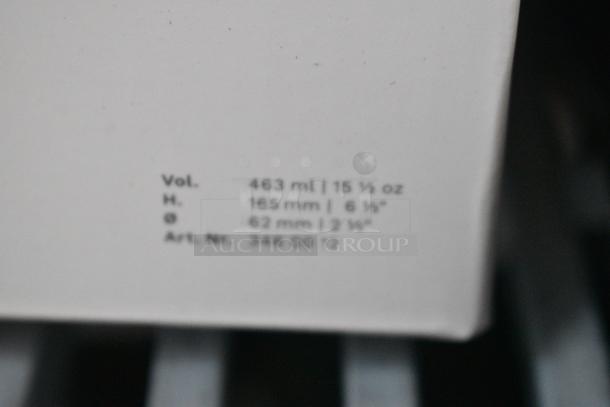 Vol. 463 ml | 15 ½ oz
H. 165 mm | 6 ½"
Ø 62 mm | 2 ½"
Art. Nr.
AUCTION GROUP